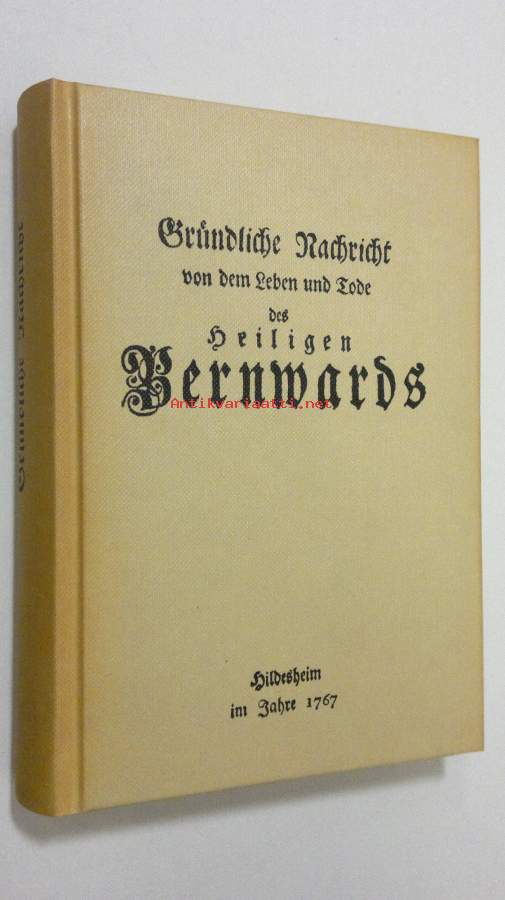 Gründliche Nachricht
von dem Leben und Tode
des
Heiligen
Bernwards
Antikvariaatti.net
Hildesheim
im Jahre 1767
Gründliche Nachricht